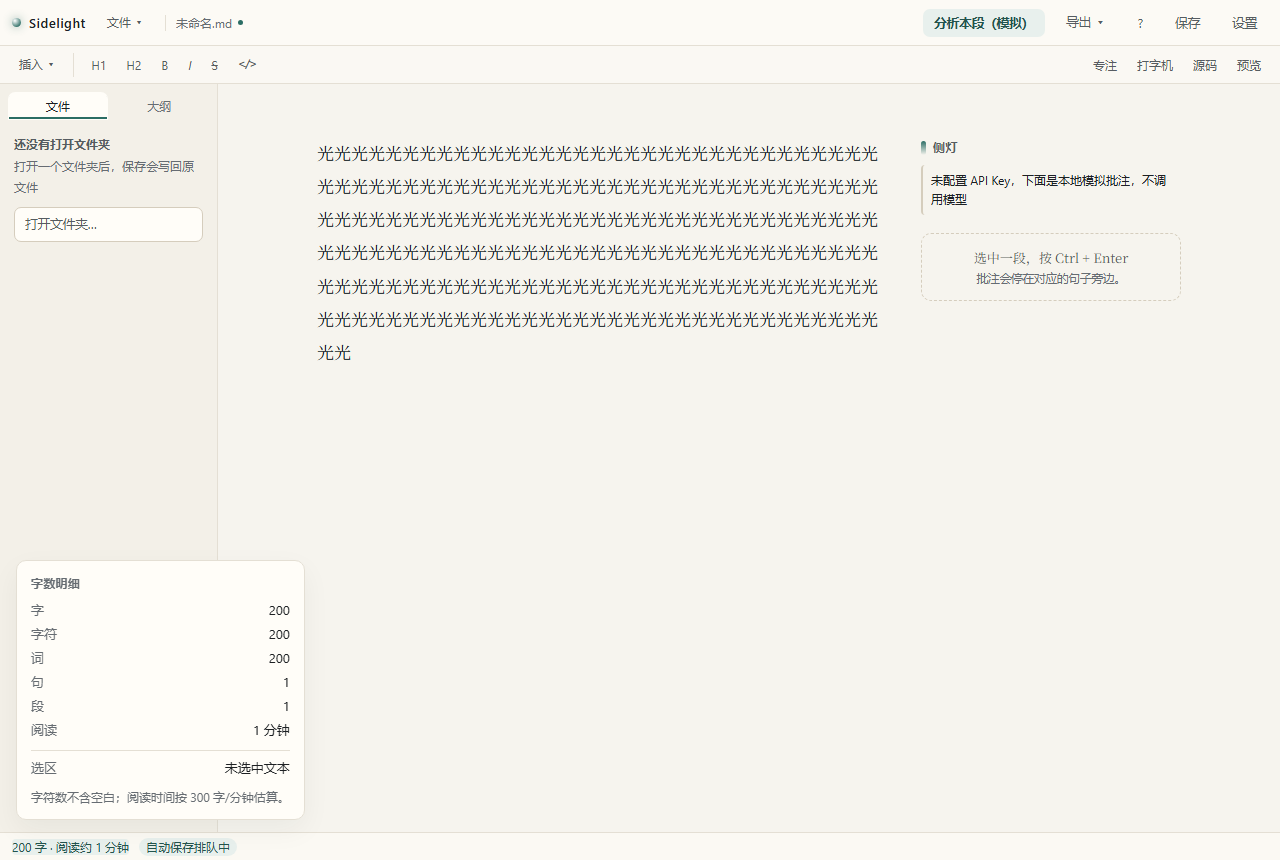 Sidelight 文件 ▾ 未命名.md ● 分析本段（模拟） 导出 ▾ ? 保存 设置
插入 ▾ H1 H2 B I S </> 专注 打字机 源码 预览
文件 大纲
还没有打开文件夹
打开一个文件夹后，保存会写回原
文件
打开文件夹...
光光光光光光光光光光光光光光光光光光光光光光光光光光光光光光光光光
光光光光光光光光光光光光光光光光光光光光光光光光光光光光光光光光光
光光光光光光光光光光光光光光光光光光光光光光光光光光光光光光光光光
光光光光光光光光光光光光光光光光光光光光光光光光光光光光光光光光光
光光光光光光光光光光光光光光光光光光光光光光光光光光光光光光光光光
光光光光光光光光光光光光光光光光光光光光光光光光光光光光光光光光光
光光
侧灯
未配置 API Key，下面是本地模拟批注，不调
用模型
选中一段，按 Ctrl + Enter
批注会停在对应的句子旁边。
字数明细
字 200
字符 200
词 200
句 1
段 1
阅读 1 分钟
选区 未选中文本
字符数不含空白；阅读时间按 300 字/分钟估算。
200 字 · 阅读约 1 分钟 自动保存排队中